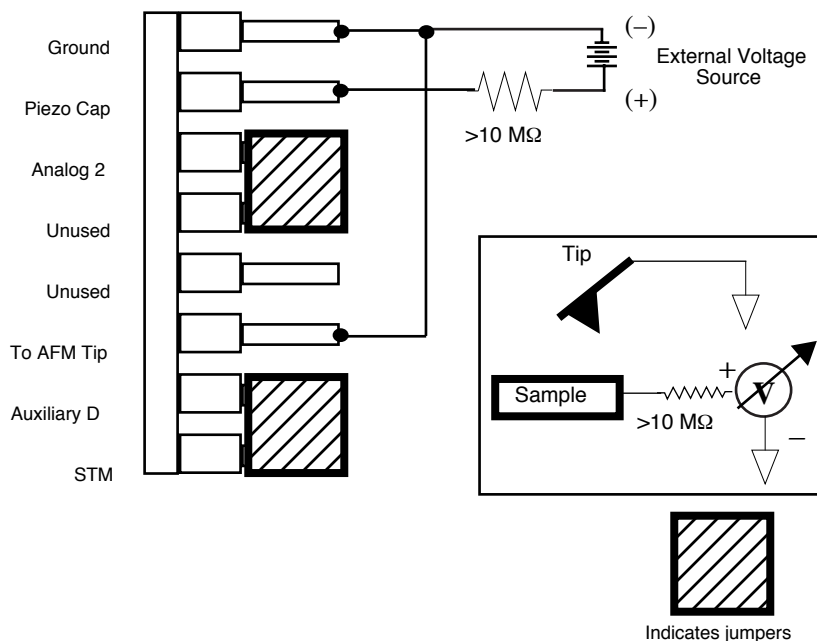 Ground
Piezo Cap
Analog 2
Unused
Unused
To AFM Tip
Auxiliary D
STM
(–)
External Voltage
Source
(+)
>10 MΩ
Tip
Sample
+
V
>10 MΩ
–
Indicates jumpers